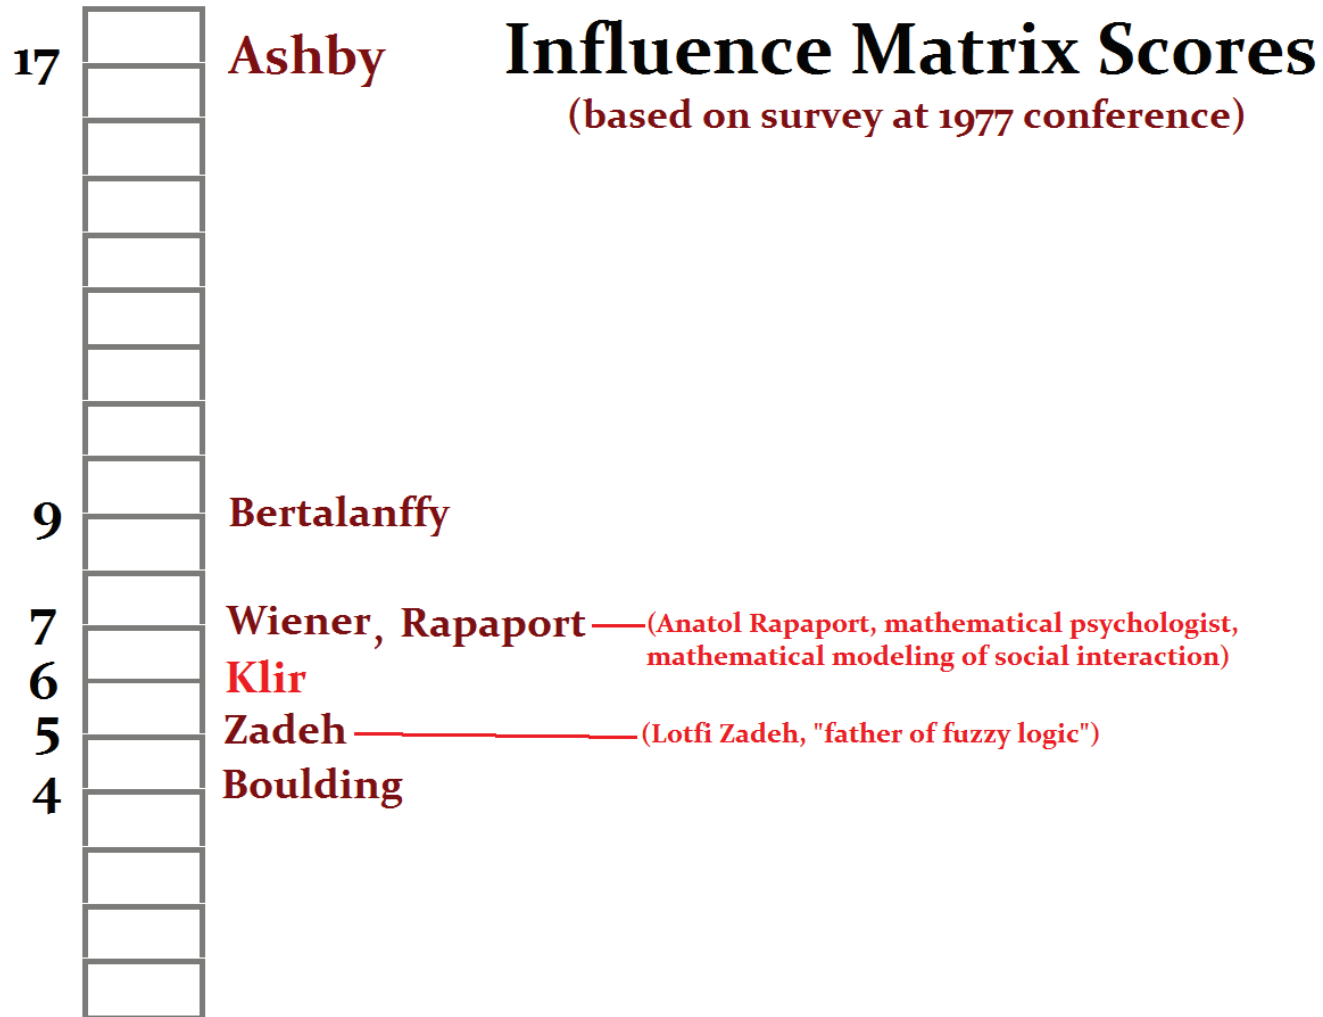 Influence Matrix Scores
(based on survey at 1977 conference)
17 Ashby
9 Bertalanffy
7 Wiener, Rapaport (Anatol Rapaport, mathematical psychologist,
mathematical modeling of social interaction)
6 Klir
5 Zadeh (Lotfi Zadeh, "father of fuzzy logic")
4 Boulding